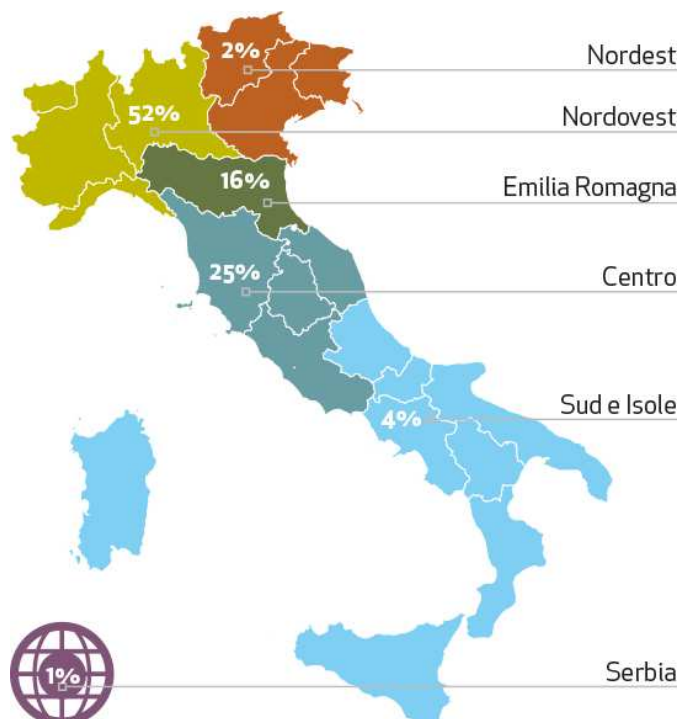 2%
Nordest
52%
Nordovest
16%
Emilia Romagna
25%
Centro
4%
Sud e Isole
1%
Serbia